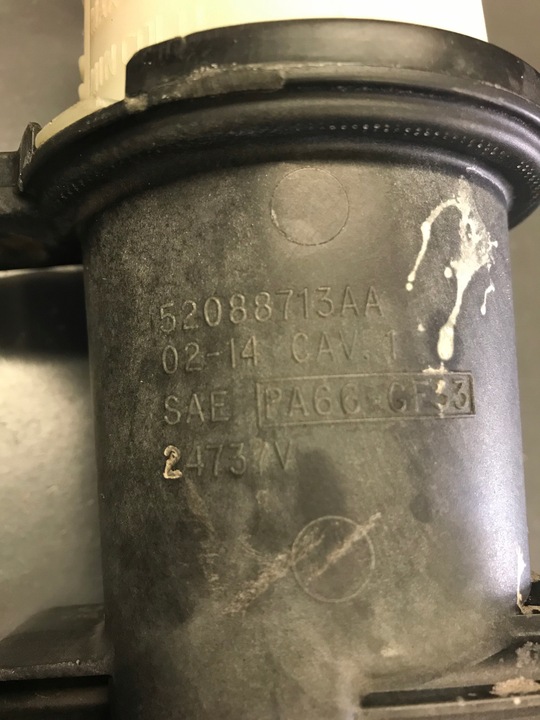 52088713AA
02-14 CAV. 1
SAE PA66-GF33
24737V